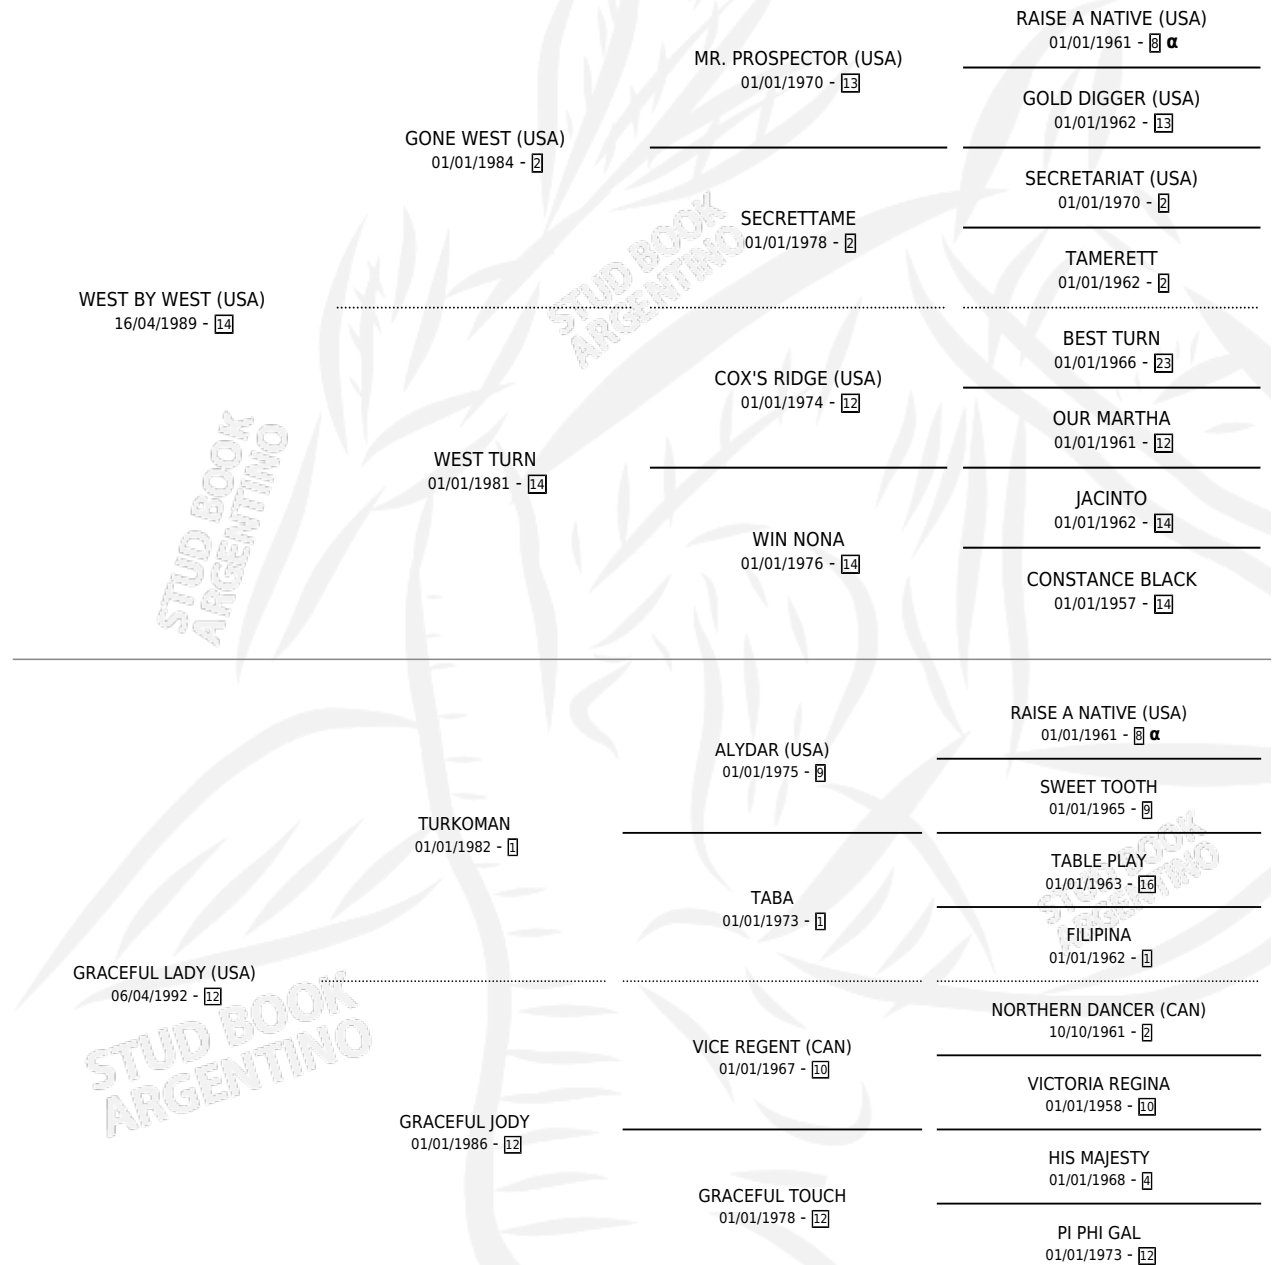 RAISE A NATIVE (USA)
01/01/1961 - 8 α
MR. PROSPECTOR (USA)
01/01/1970 - 13
GOLD DIGGER (USA)
01/01/1962 - 13
GONE WEST (USA)
01/01/1984 - 2
SECRETARIAT (USA)
01/01/1970 - 2
SECRETTAME
01/01/1978 - 2
TAMERETT
01/01/1962 - 2
WEST BY WEST (USA)
16/04/1989 - 14
BEST TURN
01/01/1966 - 23
COX'S RIDGE (USA)
01/01/1974 - 12
OUR MARTHA
01/01/1961 - 12
WEST TURN
01/01/1981 - 14
JACINTO
01/01/1962 - 14
WIN NONA
01/01/1976 - 14
CONSTANCE BLACK
01/01/1957 - 14
RAISE A NATIVE (USA)
01/01/1961 - 8 α
ALYDAR (USA)
01/01/1975 - 9
SWEET TOOTH
01/01/1965 - 9
TURKOMAN
01/01/1982 - 1
TABLE PLAY
01/01/1963 - 16
TABA
01/01/1973 - 1
FILIPINA
01/01/1962 - 1
GRACEFUL LADY (USA)
06/04/1992 - 12
NORTHERN DANCER (CAN)
10/10/1961 - 2
VICE REGENT (CAN)
01/01/1967 - 10
VICTORIA REGINA
01/01/1958 - 10
GRACEFUL JODY
01/01/1986 - 12
HIS MAJESTY
01/01/1968 - 4
GRACEFUL TOUCH
01/01/1978 - 12
PI PHI GAL
01/01/1973 - 12
STUD BOOK
ARGENTINO
STUD BOOK
ARGENTINO
STUD BOOK
ARGENTINO
STUD BOOK
ARGENTINO